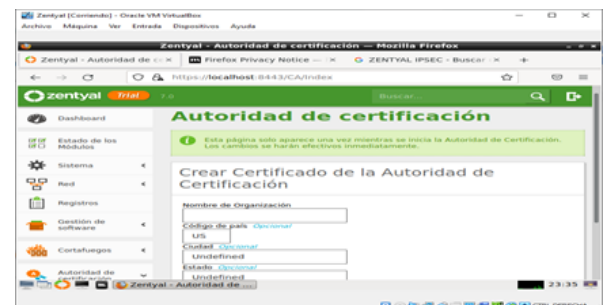 Zentyal [Corriendo] - Oracle VM VirtualBox
Archivo Máquina Ver Entrada Dispositivos Ayuda
Zentyal - Autoridad de certificación — Mozilla Firefox
Zentyal - Autoridad de c
Firefox Privacy Notice —
ZENTYAL IPSEC - Buscar
https://localhost:8443/CA/Index
zentyal Trial 7.0
Buscar...
Dashboard
Estado de los Módulos
Sistema
Red
Registros
Gestión de software
Cortafuegos
Autoridad de certificación
Autoridad de certificación
Esta página solo aparece una vez mientras se inicia la Autoridad de Certificación.
Los cambios se harán efectivos inmediatamente.
Crear Certificado de la Autoridad de
Certificación
Nombre de Organización
Código de país Opcional
US
Ciudad Opcional
Undefined
Estado Opcional
Undefined
Zentyal - Autoridad de ...
23:35